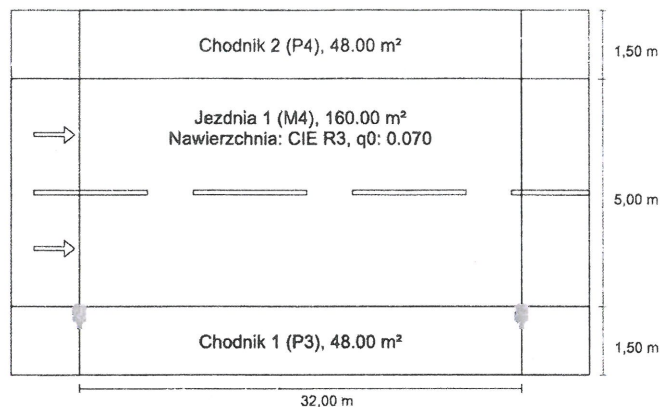 Chodnik 2 (P4), 48.00 m²
1,50 m
Jezdnia 1 (M4), 160.00 m²
Nawierzchnia: CIE R3, q0: 0.070
5,00 m
Chodnik 1 (P3), 48.00 m²
1,50 m
32,00 m